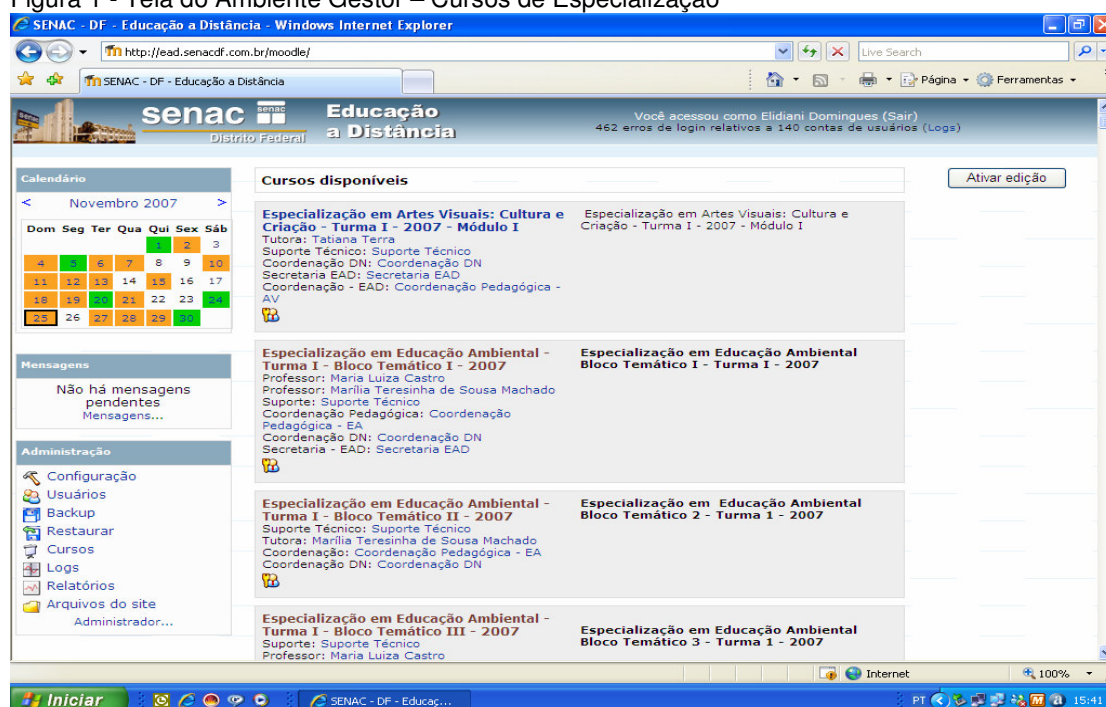 Figura 1 - Tela do Ambiente Gestor – Cursos de Especialização
SENAC - DF - Educação a Distância - Windows Internet Explorer
http://ead.senacdf.com.br/moodle/
Live Search
SENAC - DF - Educação a Distância
Página
Ferramentas
senac
senac
Distrito Federal
Educação
a Distância
Você acessou como Elidiani Domingues (Sair)
462 erros de login relativos a 140 contas de usuários (Logs)
Calendário
< Novembro 2007 >
Dom Seg Ter Qua Qui Sex Sáb
1 2 3
4 5 6 7 8 9 10
11 12 13 14 15 16 17
18 19 20 21 22 23 24
25 26 27 28 29 30
Mensagens
Não há mensagens
pendentes
Mensagens...
Administração
Configuração
Usuários
Backup
Restaurar
Cursos
Logs
Relatórios
Arquivos do site
Administrador...
Cursos disponíveis
Ativar edição
Especialização em Artes Visuais: Cultura e
Criação - Turma I - 2007 - Módulo I
Tutora: Tatiana Terra
Suporte Técnico: Suporte Técnico
Coordenação DN: Coordenação DN
Secretaria EAD: Secretaria EAD
Coordenação - EAD: Coordenação Pedagógica -
AV
Especialização em Artes Visuais: Cultura e
Criação - Turma I - 2007 - Módulo I
Especialização em Educação Ambiental -
Turma I - Bloco Temático I - 2007
Professor: Maria Luiza Castro
Professor: Marília Teresinha de Sousa Machado
Suporte: Suporte Técnico
Coordenação Pedagógica: Coordenação
Pedagógica - EA
Coordenação DN: Coordenação DN
Secretaria - EAD: Secretaria EAD
Especialização em Educação Ambiental
Bloco Temático I - Turma I - 2007
Especialização em Educação Ambiental -
Turma I - Bloco Temático II - 2007
Suporte Técnico: Suporte Técnico
Tutora: Marília Teresinha de Sousa Machado
Coordenação: Coordenação Pedagógica - EA
Coordenação DN: Coordenação DN
Especialização em Educação Ambiental
Bloco Temático 2 - Turma 1 - 2007
Especialização em Educação Ambiental -
Turma I - Bloco Temático III - 2007
Suporte: Suporte Técnico
Professor: Maria Luiza Castro
Especialização em Educação Ambiental
Bloco Temático 3 - Turma 1 - 2007
Internet
100%
Iniciar
SENAC - DF - Educaç...
PT
15:41